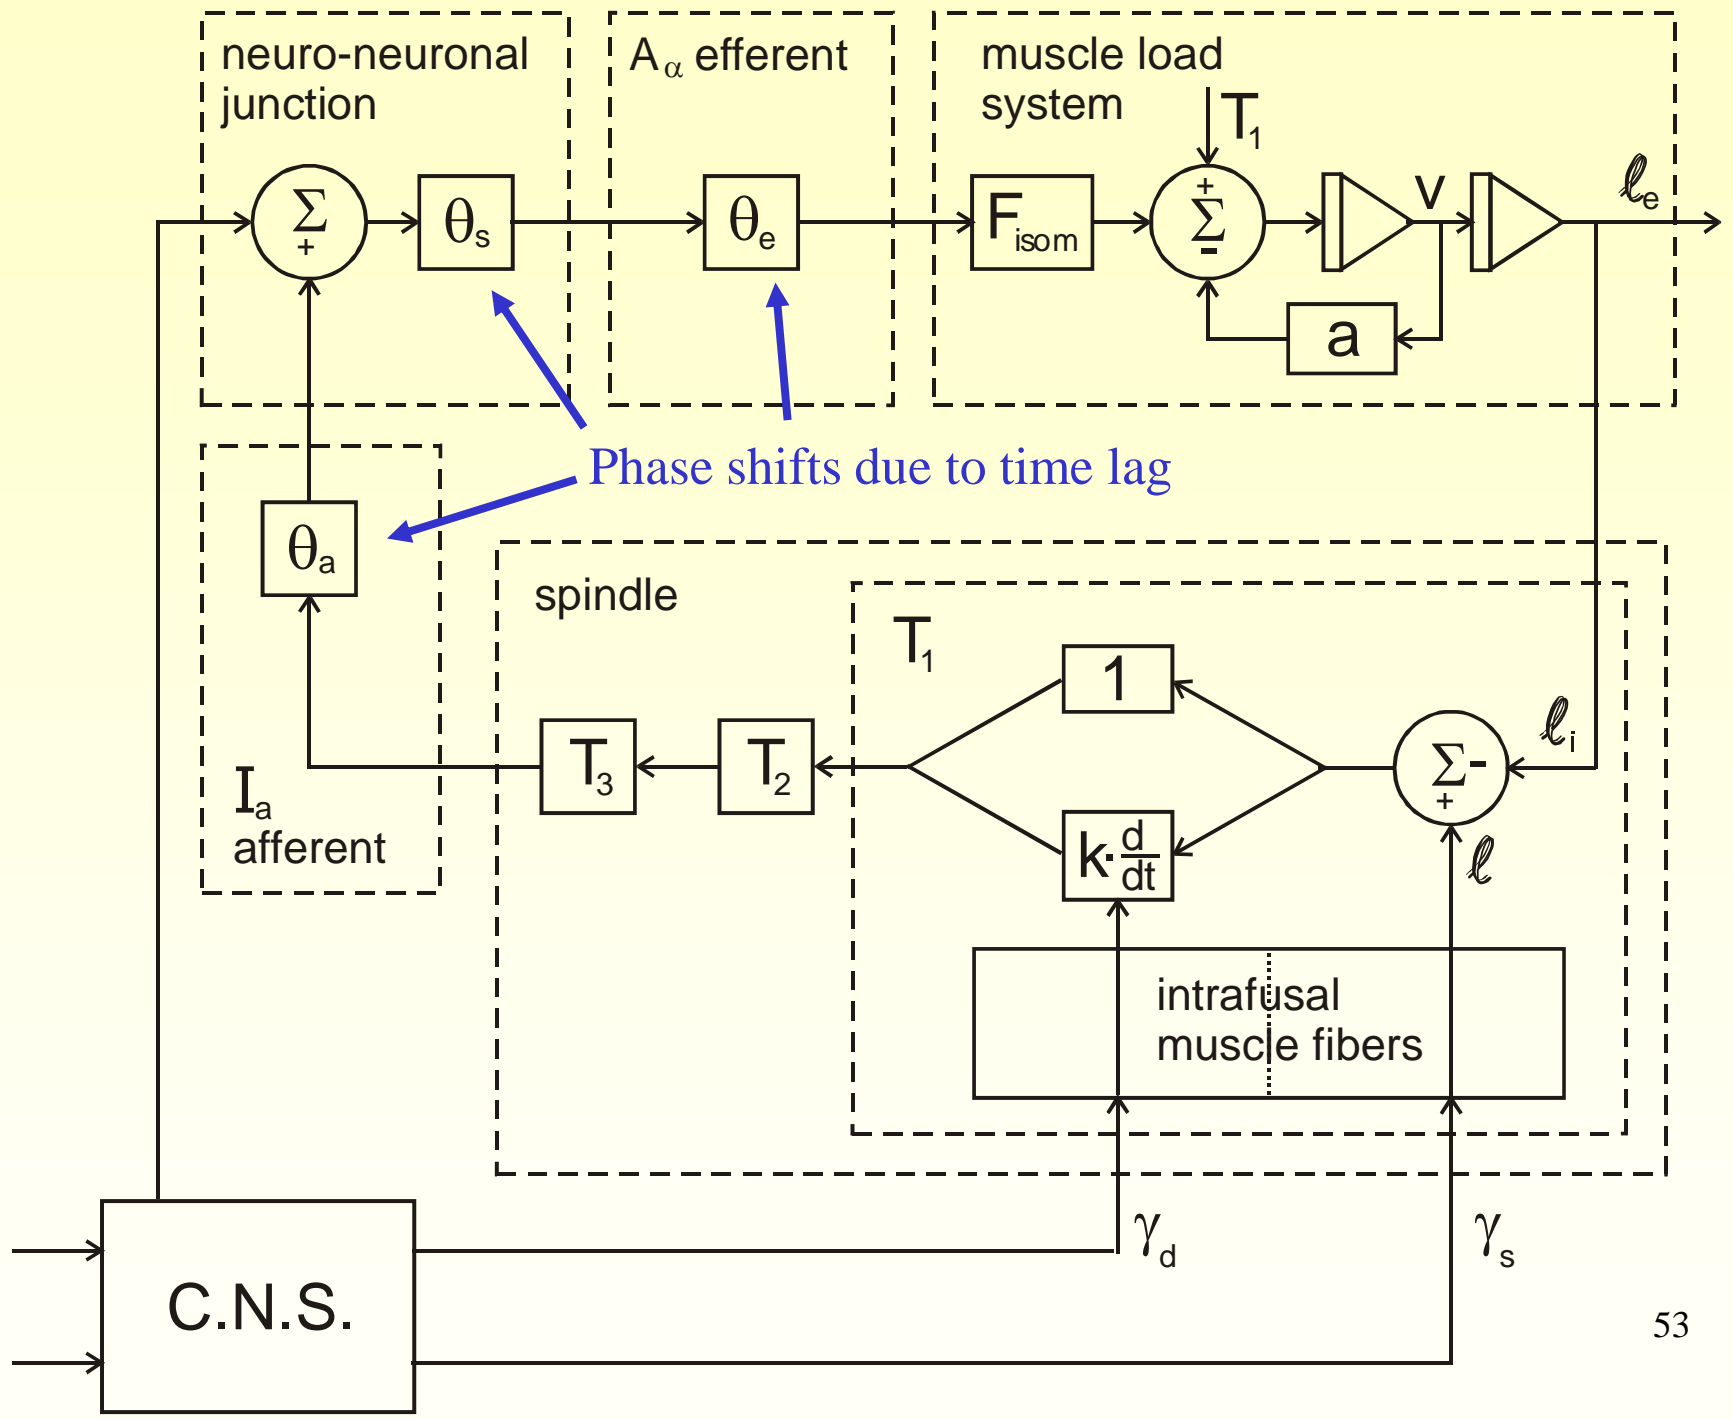 neuro-neuronal
junction
Σ
+
θs
Aα efferent
θe
muscle load
system
T1
Fisom
+
Σ
-
v
ℓe
a
Phase shifts due to time lag
θa
Ia
afferent
spindle
T3
T2
T1
1
k· d/dt
Σ -
+
ℓi
ℓ
intrafusal
muscle fibers
γd
γs
C.N.S.
53